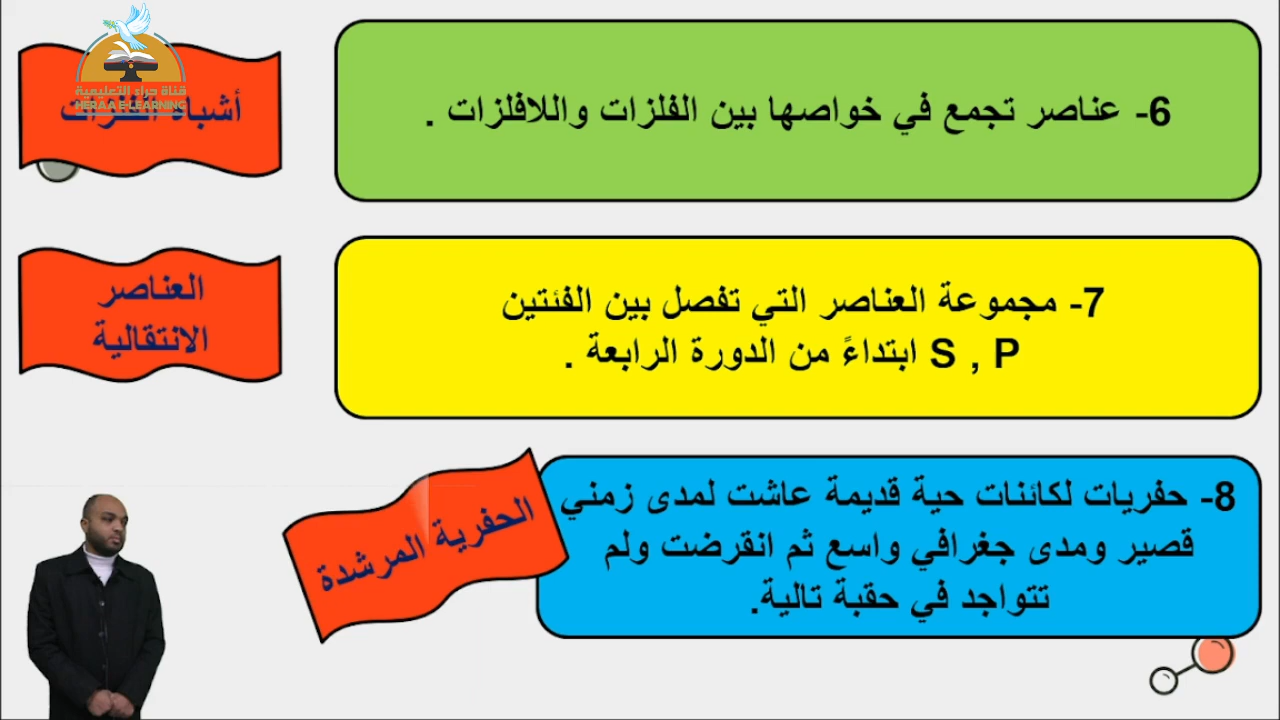 6- عناصر تجمع في خواصها بين الفلزات واللافلزات .
أشباه الفلزات
قناة حراء التعليمية
HERAA E-LEARNING
7- مجموعة العناصر التي تفصل بين الفئتين
S , P ابتداءً من الدورة الرابعة .
العناصر
الانتقالية
8- حفريات لكائنات حية قديمة عاشت لمدى زمني
قصير ومدى جغرافي واسع ثم انقرضت ولم
تتواجد في حقبة تالية.
الحفرية المرشدة